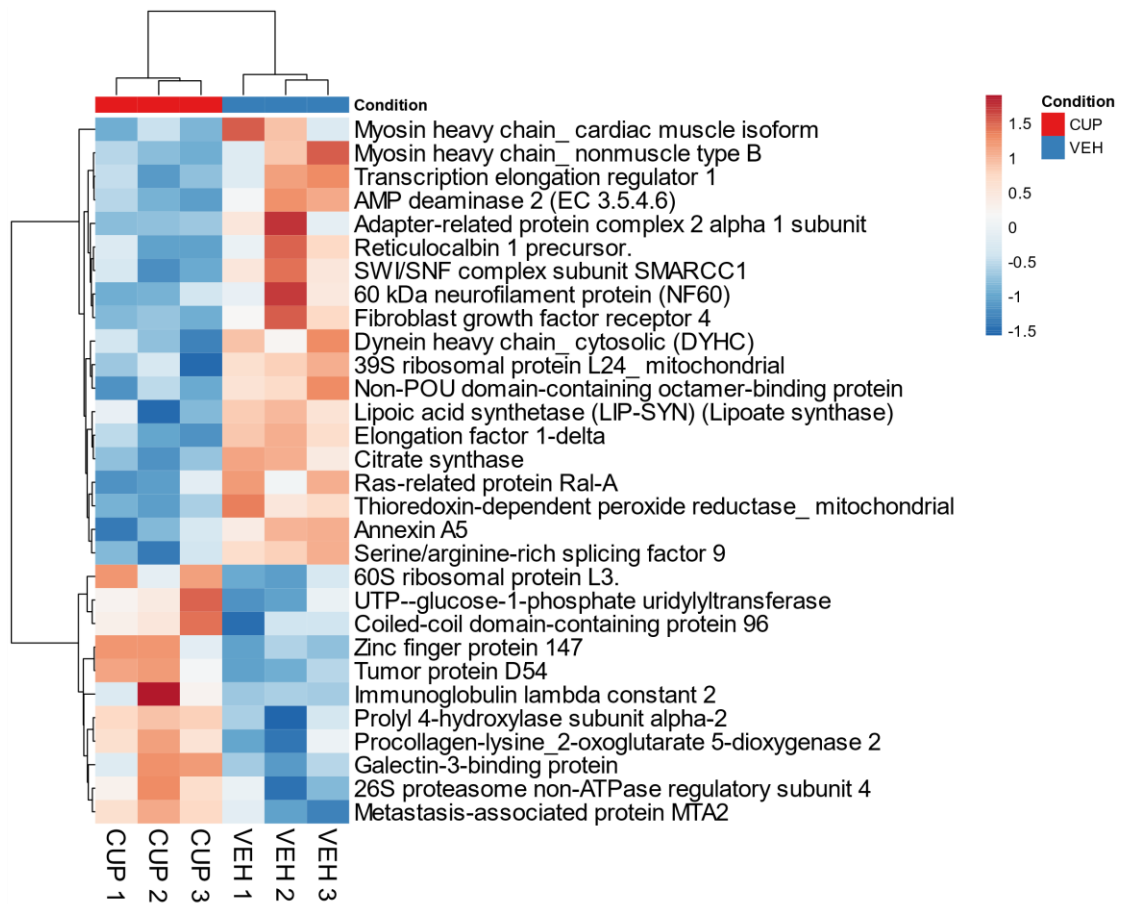 Condition
Myosin heavy chain_ cardiac muscle isoform
Myosin heavy chain_ nonmuscle type B
Transcription elongation regulator 1
AMP deaminase 2 (EC 3.5.4.6)
Adapter-related protein complex 2 alpha 1 subunit
Reticulocalbin 1 precursor.
SWI/SNF complex subunit SMARCC1
60 kDa neurofilament protein (NF60)
Fibroblast growth factor receptor 4
Dynein heavy chain_ cytosolic (DYHC)
39S ribosomal protein L24_ mitochondrial
Non-POU domain-containing octamer-binding protein
Lipoic acid synthetase (LIP-SYN) (Lipoate synthase)
Elongation factor 1-delta
Citrate synthase
Ras-related protein Ral-A
Thioredoxin-dependent peroxide reductase_ mitochondrial
Annexin A5
Serine/arginine-rich splicing factor 9
60S ribosomal protein L3.
UTP--glucose-1-phosphate uridylyltransferase
Coiled-coil domain-containing protein 96
Zinc finger protein 147
Tumor protein D54
Immunoglobulin lambda constant 2
Prolyl 4-hydroxylase subunit alpha-2
Procollagen-lysine_2-oxoglutarate 5-dioxygenase 2
Galectin-3-binding protein
26S proteasome non-ATPase regulatory subunit 4
Metastasis-associated protein MTA2
CUP 1
CUP 2
CUP 3
VEH 1
VEH 2
VEH 3
1.5
1
0.5
0
-0.5
-1
-1.5
Condition
CUP
VEH